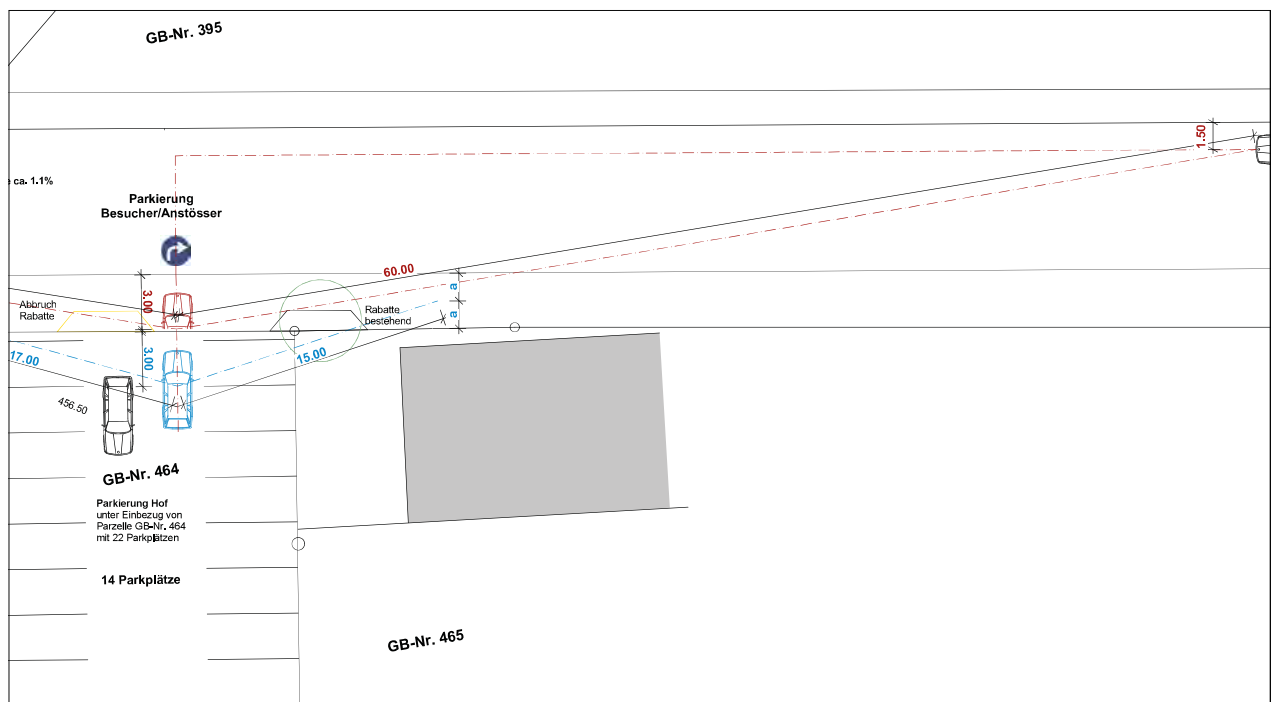 GB-Nr. 395
1.50
e ca. 1.1%
Parkierung
Besucher/Anstösser
60.00
3.00
a
a
Abbruch
Rabatte
Rabatte
bestehend
3.00
17.00
15.00
456.50
GB-Nr. 464
Parkierung Hof
unter Einbezug von
Parzelle GB-Nr. 464
mit 22 Parkplätzen
14 Parkplätze
GB-Nr. 465